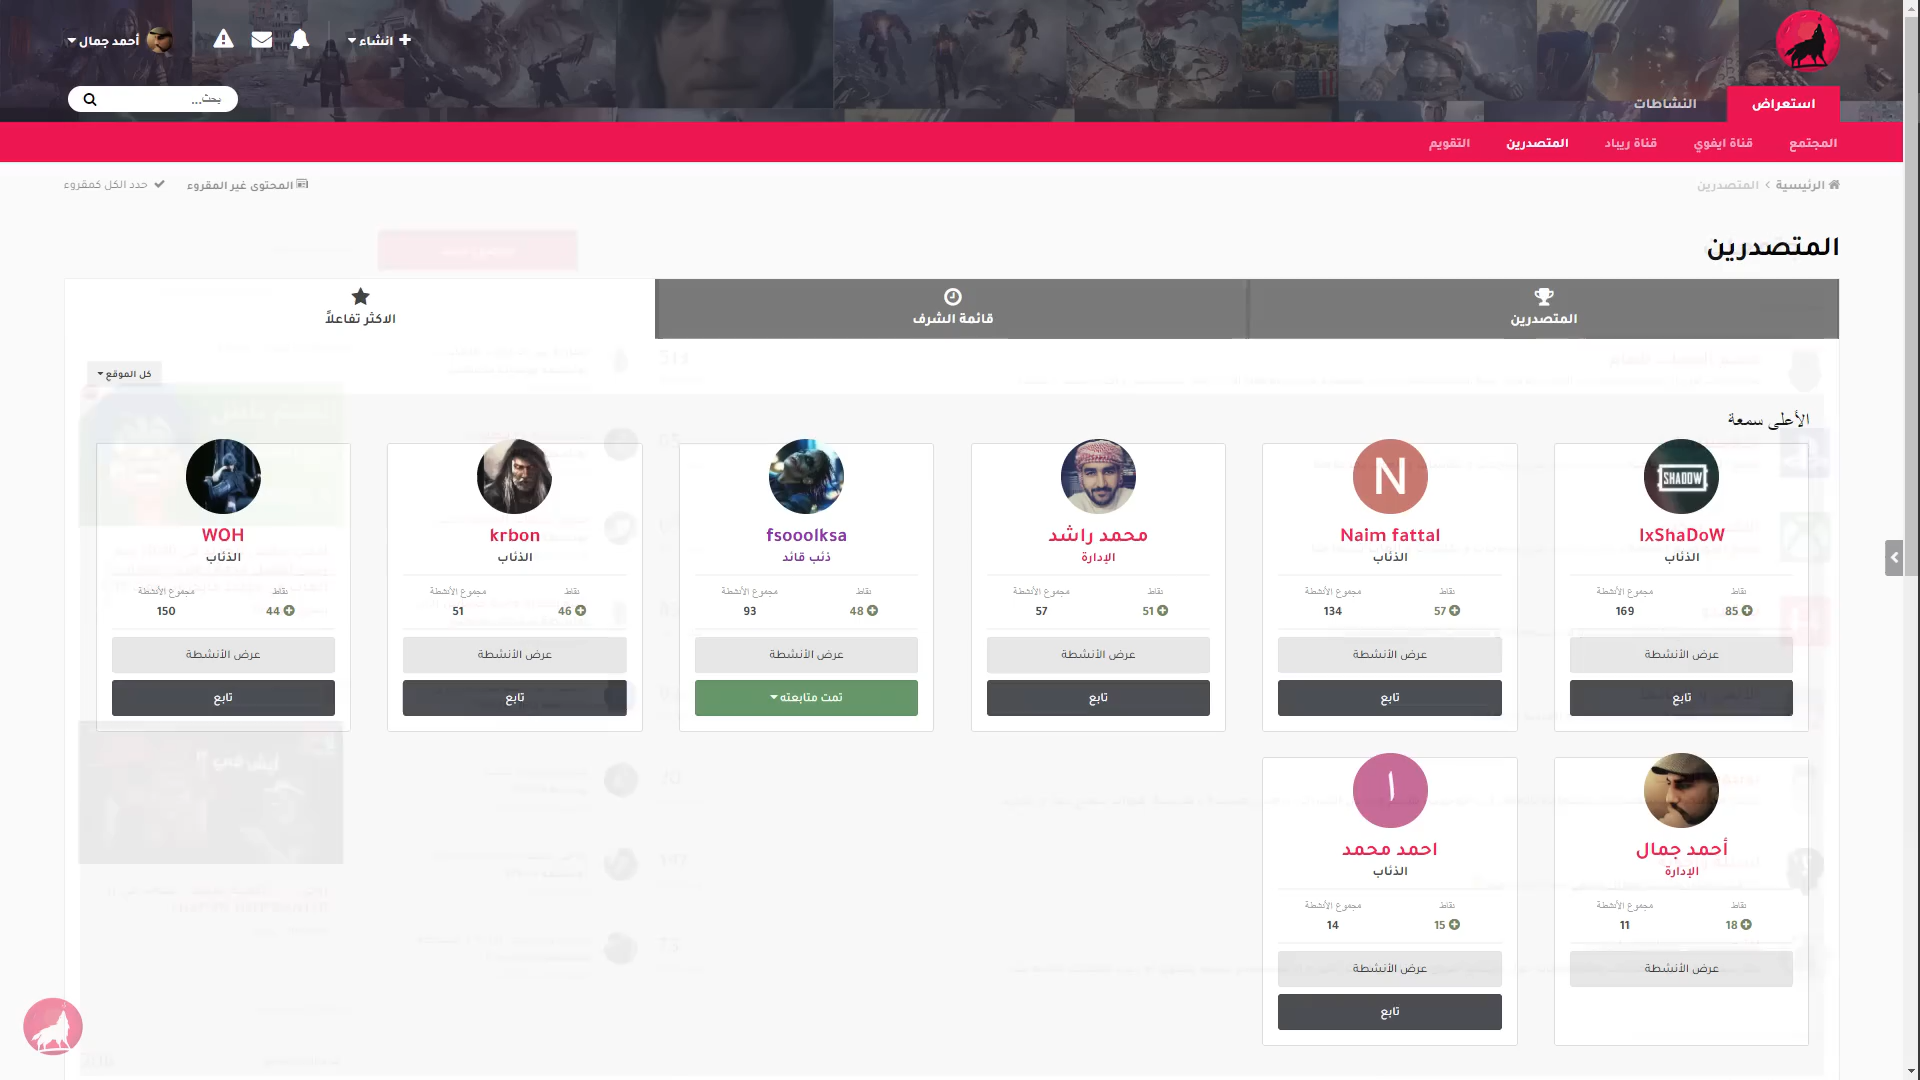 أحمد جمال
+ انشاء
بحث...
استعراض
النشاطات
المجتمع
قناة ايفوي
قناة ريباد
المتصدرين
التقويم
الرئيسية > المتصدرين
المحتوى غير المقروء
حدد الكل كمقروء
المتصدرين
المتصدرين
قائمة الشرف
الاكثر تفاعلاً
كل الموقع
الأعلى سمعة
SHADOW
IxShaDoW
الذئاب
نقاط
مجموع الأنشطة
85
169
عرض الأنشطة
تابع
N
Naim fattal
الذئاب
نقاط
مجموع الأنشطة
57
134
عرض الأنشطة
تابع
محمد راشد
الإدارة
نقاط
مجموع الأنشطة
51
57
عرض الأنشطة
تابع
fsooolksa
ذئب قائد
نقاط
مجموع الأنشطة
48
93
عرض الأنشطة
تمت متابعته
krbon
الذئاب
نقاط
مجموع الأنشطة
46
51
عرض الأنشطة
تابع
WOH
الذئاب
نقاط
مجموع الأنشطة
44
150
عرض الأنشطة
تابع
أحمد جمال
الإدارة
نقاط
مجموع الأنشطة
18
11
عرض الأنشطة
ا
احمد محمد
الذئاب
نقاط
مجموع الأنشطة
15
14
عرض الأنشطة
تابع